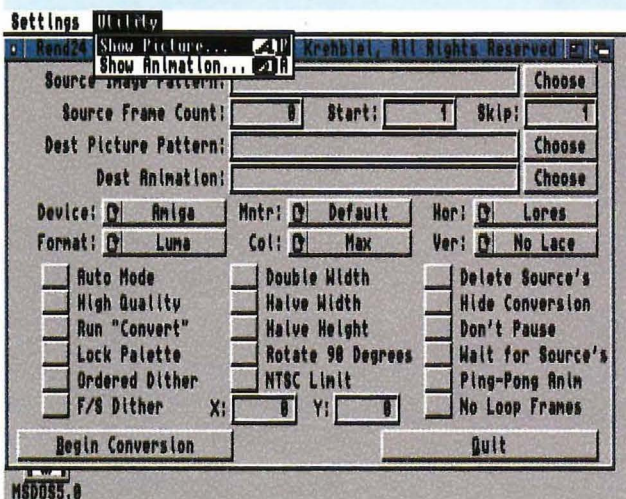 Settings Utility
Show Picture... A P
Show Animation... A A
Rend24 Krehbiel, All Rights Reserved
Source Image Pattern: Choose
Source Frame Count: 0 Start: 1 Skip: 1
Dest Picture Pattern: Choose
Dest Animation: Choose
Device: Amiga Mntr: Default Hor: Lores
Format: Luma Col: Max Ver: No Lace
Auto Mode Double Width Delete Source's
High Quality Halve Width Hide Conversion
Run "Convert" Halve Height Don't Pause
Lock Palette Rotate 90 Degrees Wait for Source's
Ordered Dither NTSC Limit Ping-Pong Anim
F/S Dither X: 0 Y: 0 No Loop Frames
Begin Conversion Quit
MSDOS5.0